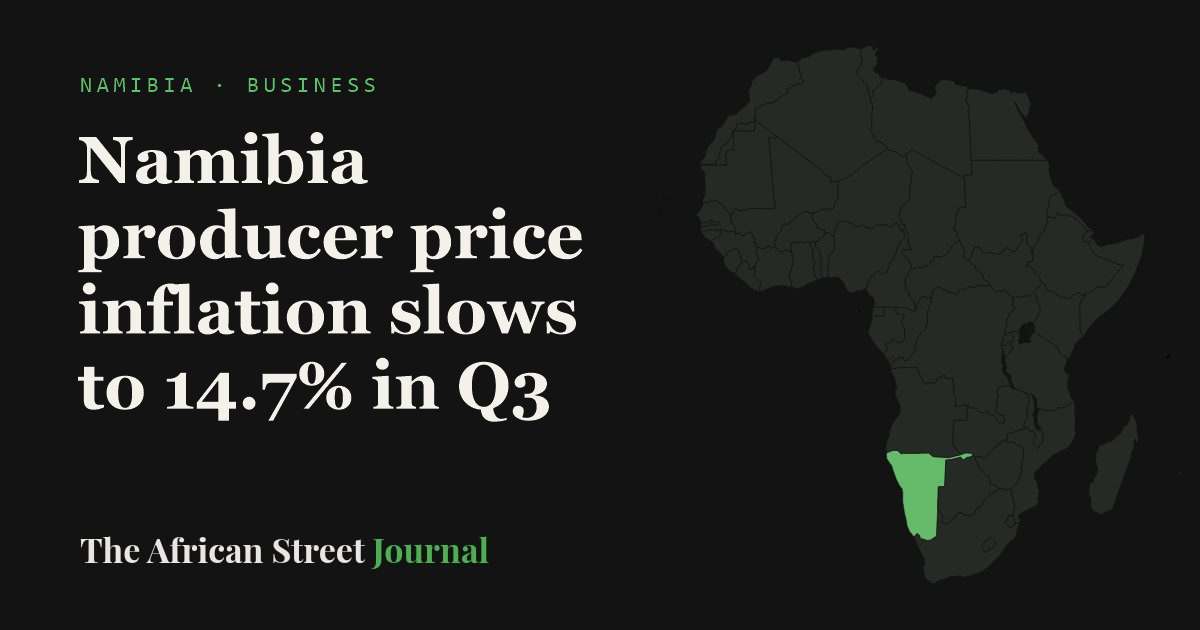 NAMIBIA · BUSINESS
Namibia
producer price
inflation slows
to 14.7% in Q3
The African Street Journal